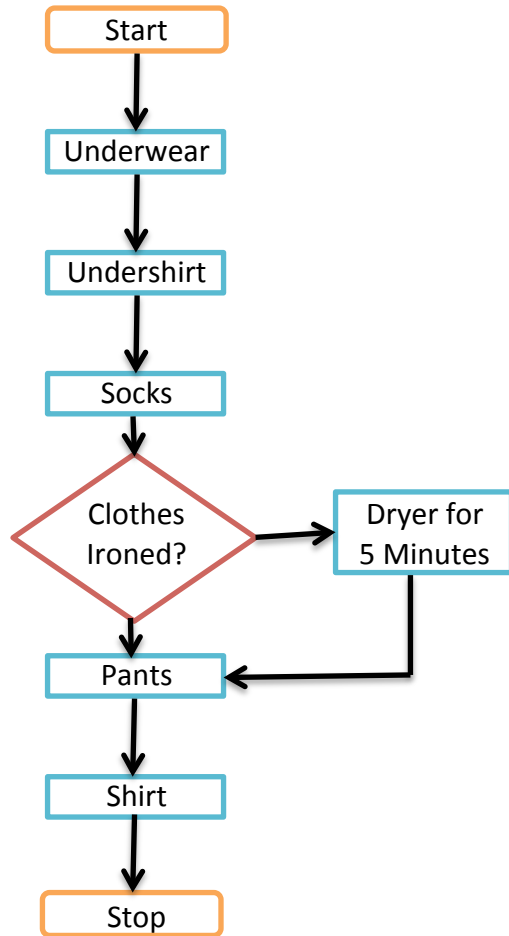 Start
Underwear
Undershirt
Socks
Clothes
Ironed?
Dryer for
5 Minutes
Pants
Shirt
Stop